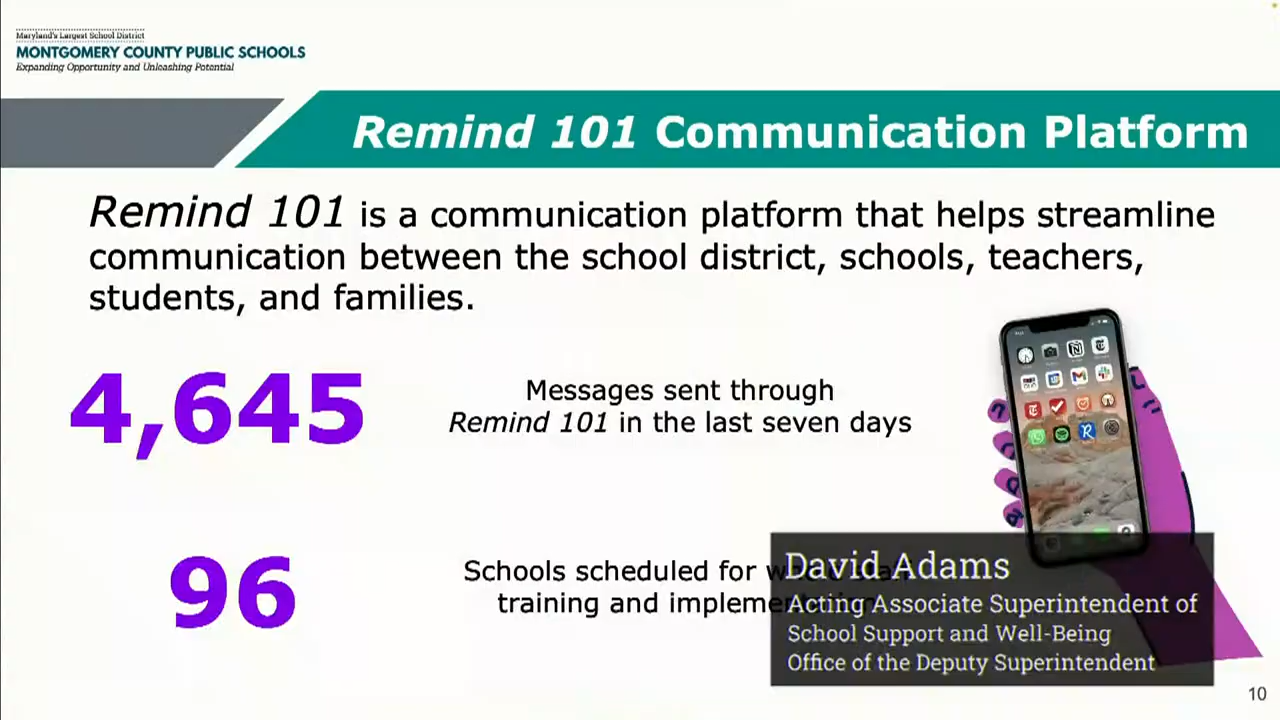 Maryland's Largest School District
MONTGOMERY COUNTY PUBLIC SCHOOLS
Expanding Opportunity and Unleashing Potential
Remind 101 Communication Platform
Remind 101 is a communication platform that helps streamline
communication between the school district, schools, teachers,
students, and families.
4,645
Messages sent through
Remind 101 in the last seven days
96
Schools scheduled for
training and
David Adams
Acting Associate Superintendent of
School Support and Well-Being
Office of the Deputy Superintendent
10